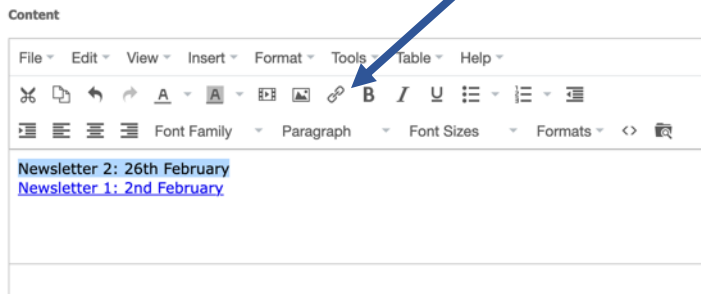 Content
File Edit View Insert Format Tools Table Help
A A B I U
Font Family Paragraph Font Sizes Formats <>
Newsletter 2: 26th February
Newsletter 1: 2nd February